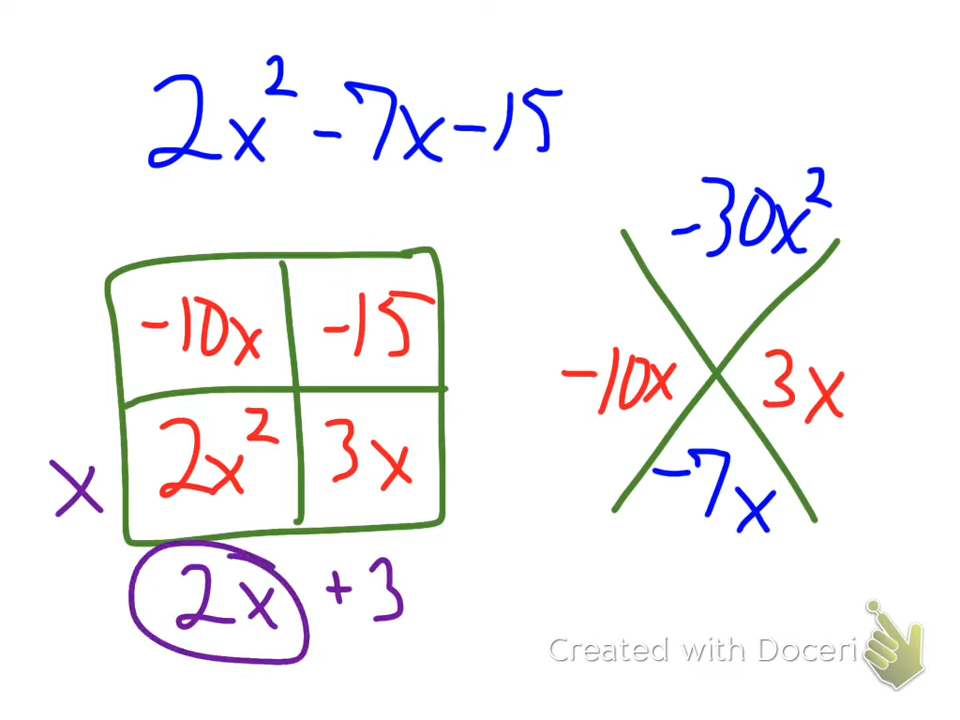 2x² -7x-15
-30x²
-10x -15
-10x 3x
x 2x² 3x
-7x
2x + 3
Created with Doceri